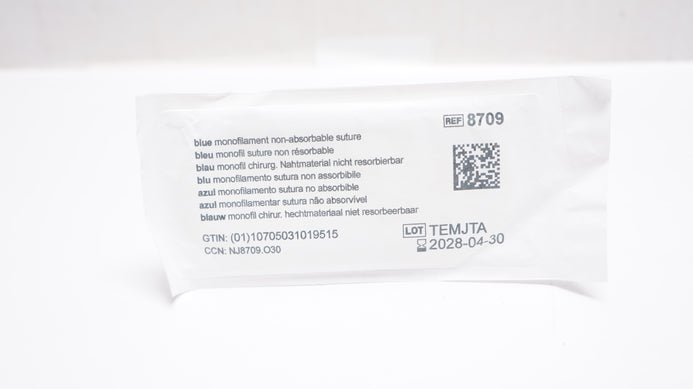 REF 8709
blue monofilament non-absorbable suture
bleu monofil suture non résorbable
blau monofil chirurg. Nahtmaterial nicht resorbierbar
blu monofilamento sutura non assorbibile
azul monofilamento sutura no absorbible
azul monofilamentar sutura não absorvível
blauw monofil chirur. hechtmateriaal niet resorbeerbaar
GTIN: (01)10705031019515
CCN: NJ8709.O30
LOT TEMJTA
2028-04-30